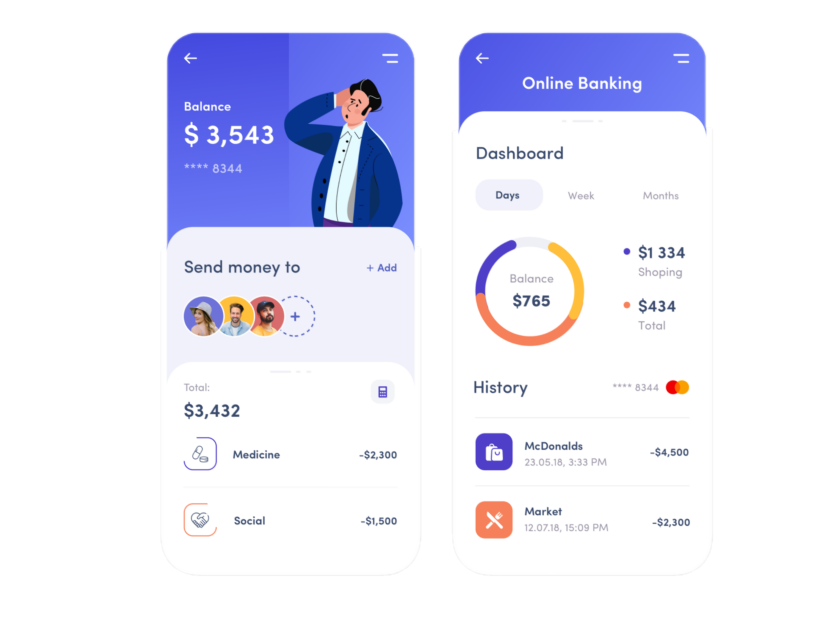 Balance
$ 3,543
**** 8344
Send money to
+ Add
+
Total:
$3,432
Medicine
-$2,300
Social
-$1,500
Online Banking
Dashboard
Days Week Months
Balance
$765
$1 334
Shoping
$434
Total
History
**** 8344
McDonalds
-$4,500
23.05.18, 3:33 PM
Market
-$2,300
12.07.18, 15:09 PM